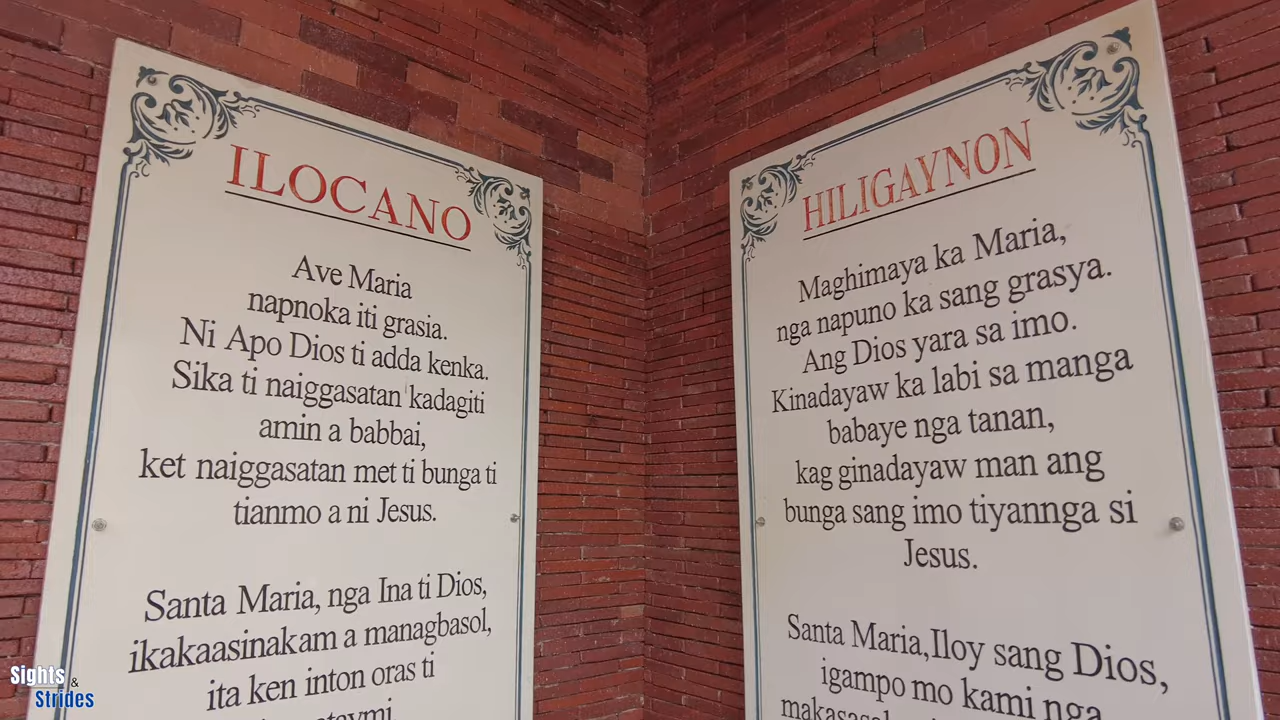 ILOCANO
Ave Maria
napnoka iti grasia.
Ni Apo Dios ti adda kenka.
Sika ti naiggasatan kadagiti
amin a babbai,
ket naiggasatan met ti bunga ti
tianmo a ni Jesus.
Santa Maria, nga Ina ti Dios,
ikakaasinakam a managbasol,
ita ken inton oras ti
HILIGAYNON
Maghimaya ka Maria,
nga napuno ka sang grasya.
Ang Dios yara sa imo.
Kinadayaw ka labi sa manga
babaye nga tanan,
kag ginadayaw man ang
bunga sang imo tiyannga si
Jesus.
Santa Maria,Iloy sang Dios,
igampo mo kami nga
Sights & Strides